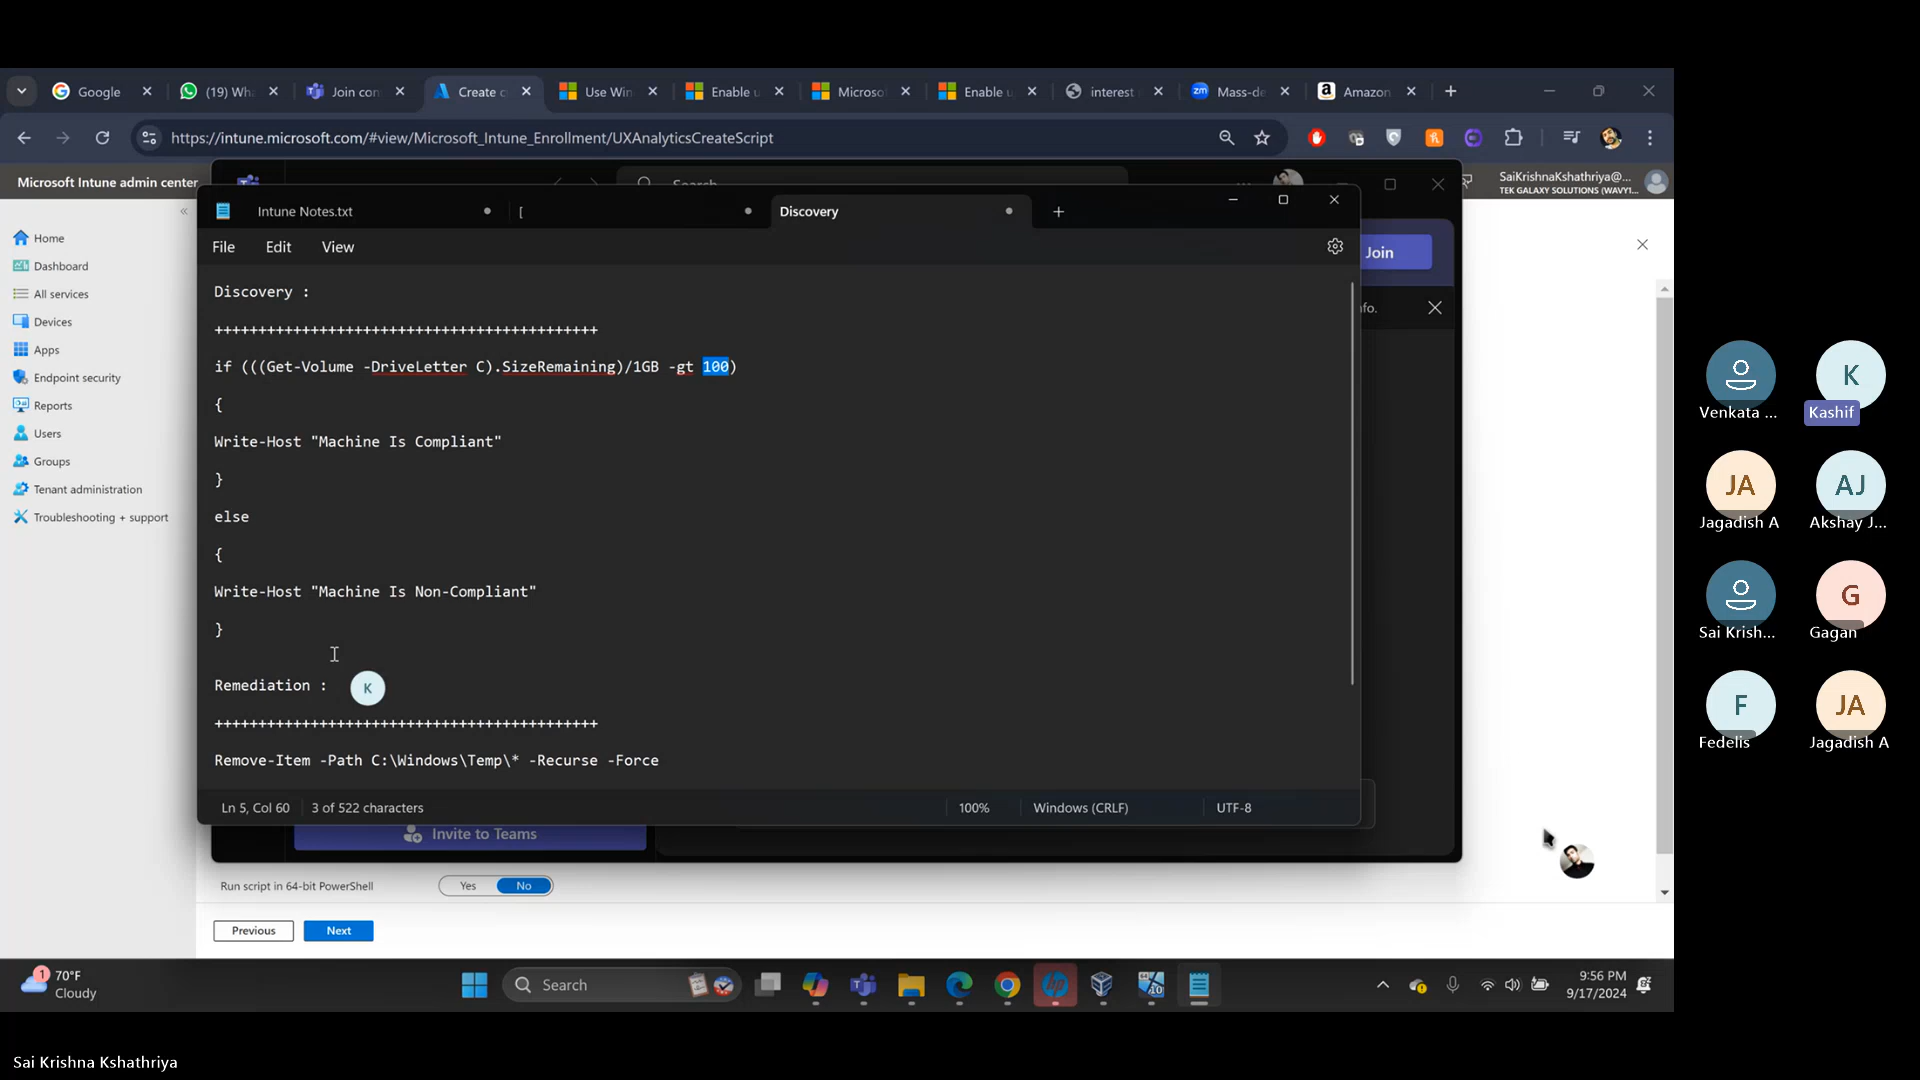 Google
(19) Wh
Join con
Create c
Use Win
Enable u
Microso
Enable u
interest
Mass-de
Amazon
https://intune.microsoft.com/#view/Microsoft_Intune_Enrollment/UXAnalyticsCreateScript
Microsoft Intune admin center
Search
SaiKrishnaKshathriya@...
TEK GALAXY SOLUTIONS (WAVY1...
Intune Notes.txt
[
Discovery
File
Edit
View
Join
fo.
Home
Dashboard
All services
Devices
Apps
Endpoint security
Reports
Users
Groups
Tenant administration
Troubleshooting + support
Discovery :
++++++++++++++++++++++++++++++++++++++++++++
if (((Get-Volume -DriveLetter C).SizeRemaining)/1GB -gt 100)
{
Write-Host "Machine Is Compliant"
}
else
{
Write-Host "Machine Is Non-Compliant"
}
Remediation :
K
++++++++++++++++++++++++++++++++++++++++++++
Remove-Item -Path C:\Windows\Temp\* -Recurse -Force
Ln 5, Col 60
3 of 522 characters
100%
Windows (CRLF)
UTF-8
Invite to Teams
Run script in 64-bit PowerShell
Yes
No
Previous
Next
1
70°F
Cloudy
Search
9:56 PM
9/17/2024
Venkata ...
K
Kashif
JA
Jagadish A
AJ
Akshay J...
Sai Krish...
G
Gagan
F
Fedelis
JA
Jagadish A
Sai Krishna Kshathriya